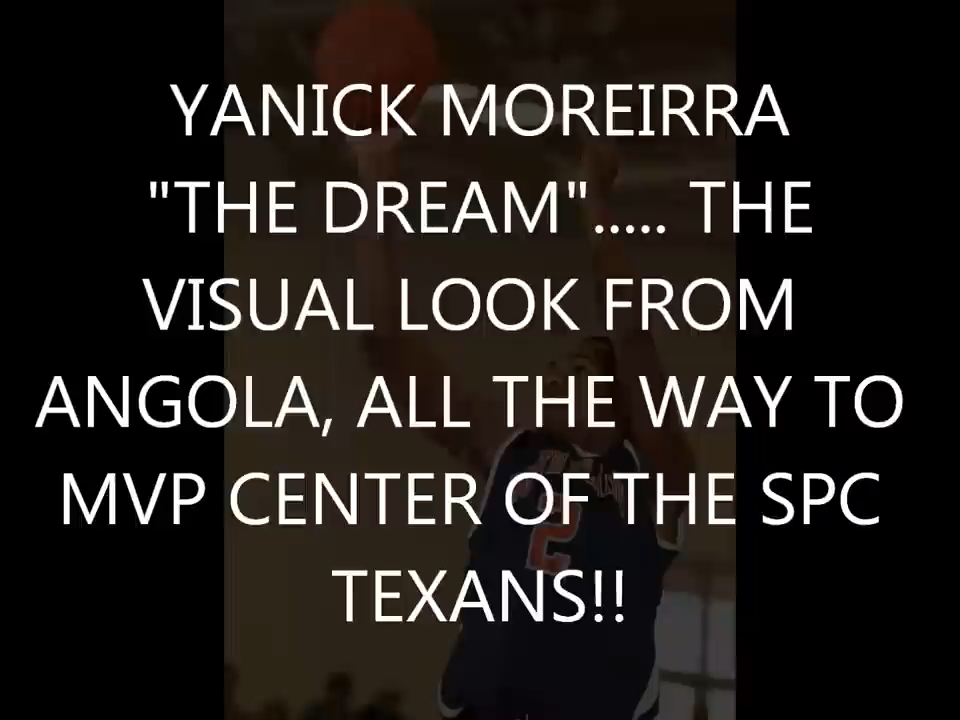 YANICK MOREIRRA
"THE DREAM"..... THE
VISUAL LOOK FROM
ANGOLA, ALL THE WAY TO
MVP CENTER OF THE SPC
TEXANS!!
2